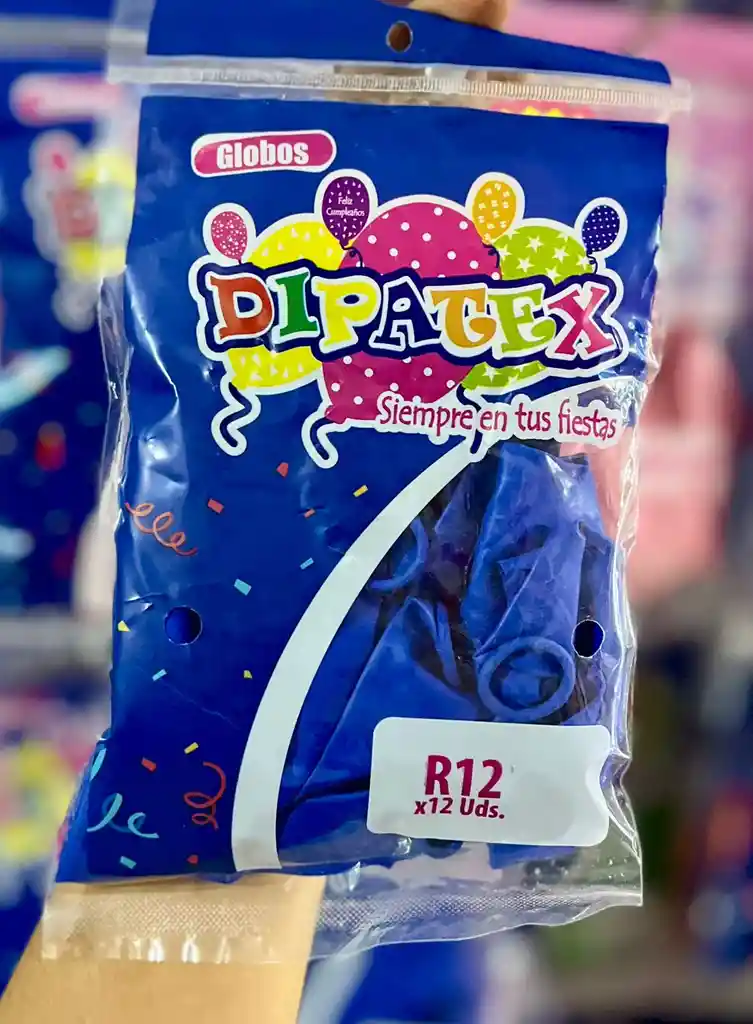 Globos
Feliz
Cumpleaños
DIPATEX
Siempre en tus fiestas
R12
x12 Uds.